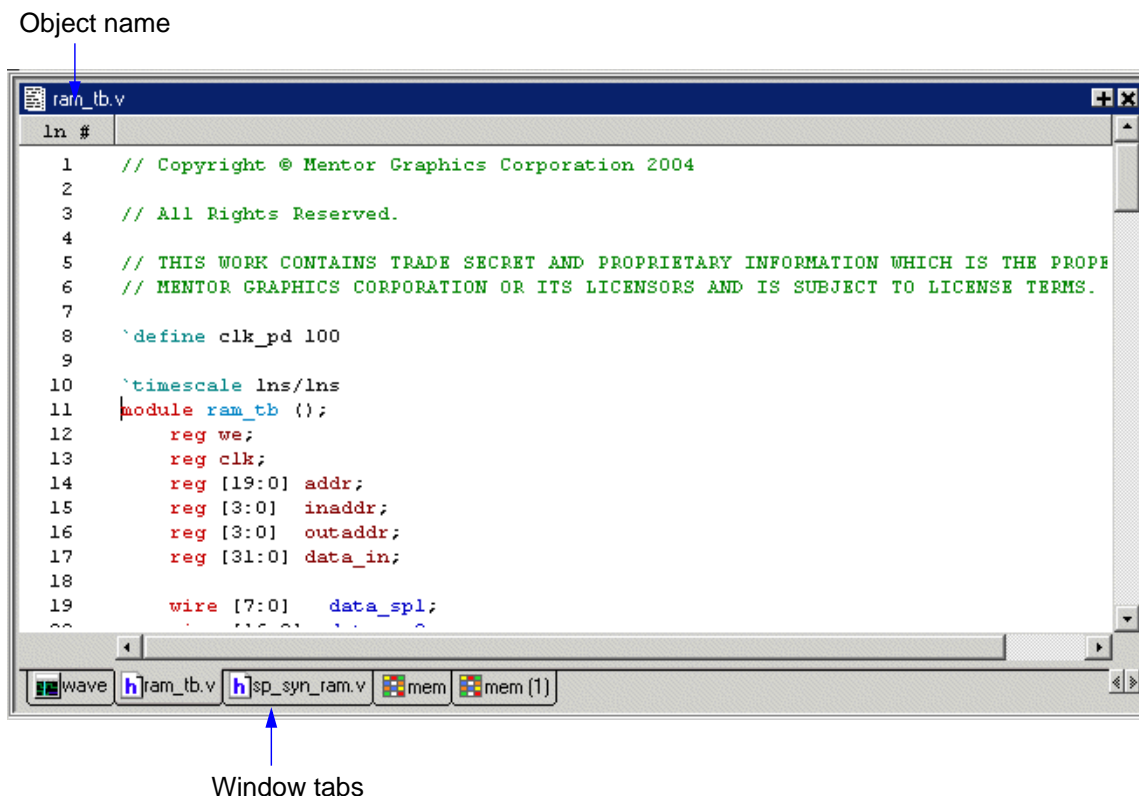 Object name
ram_tb.v
ln #
1 // Copyright © Mentor Graphics Corporation 2004
2
3 // All Rights Reserved.
4
5 // THIS WORK CONTAINS TRADE SECRET AND PROPRIETARY INFORMATION WHICH IS THE PROPE
6 // MENTOR GRAPHICS CORPORATION OR ITS LICENSORS AND IS SUBJECT TO LICENSE TERMS.
7
8 `define clk_pd 100
9
10 `timescale 1ns/1ns
11 module ram_tb ();
12 reg we;
13 reg clk;
14 reg [19:0] addr;
15 reg [3:0] inaddr;
16 reg [3:0] outaddr;
17 reg [31:0] data_in;
18
19 wire [7:0] data_sp1;
wave ram_tb.v sp_syn_ram.v mem mem (1)
Window tabs